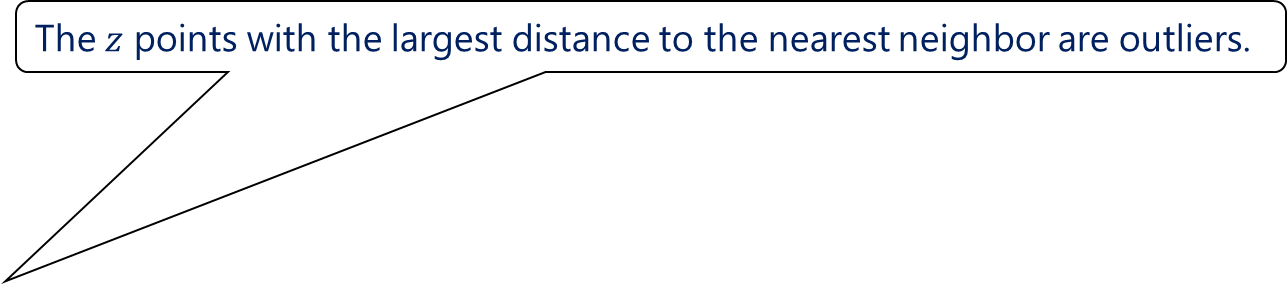 The z points with the largest distance to the nearest neighbor are outliers.